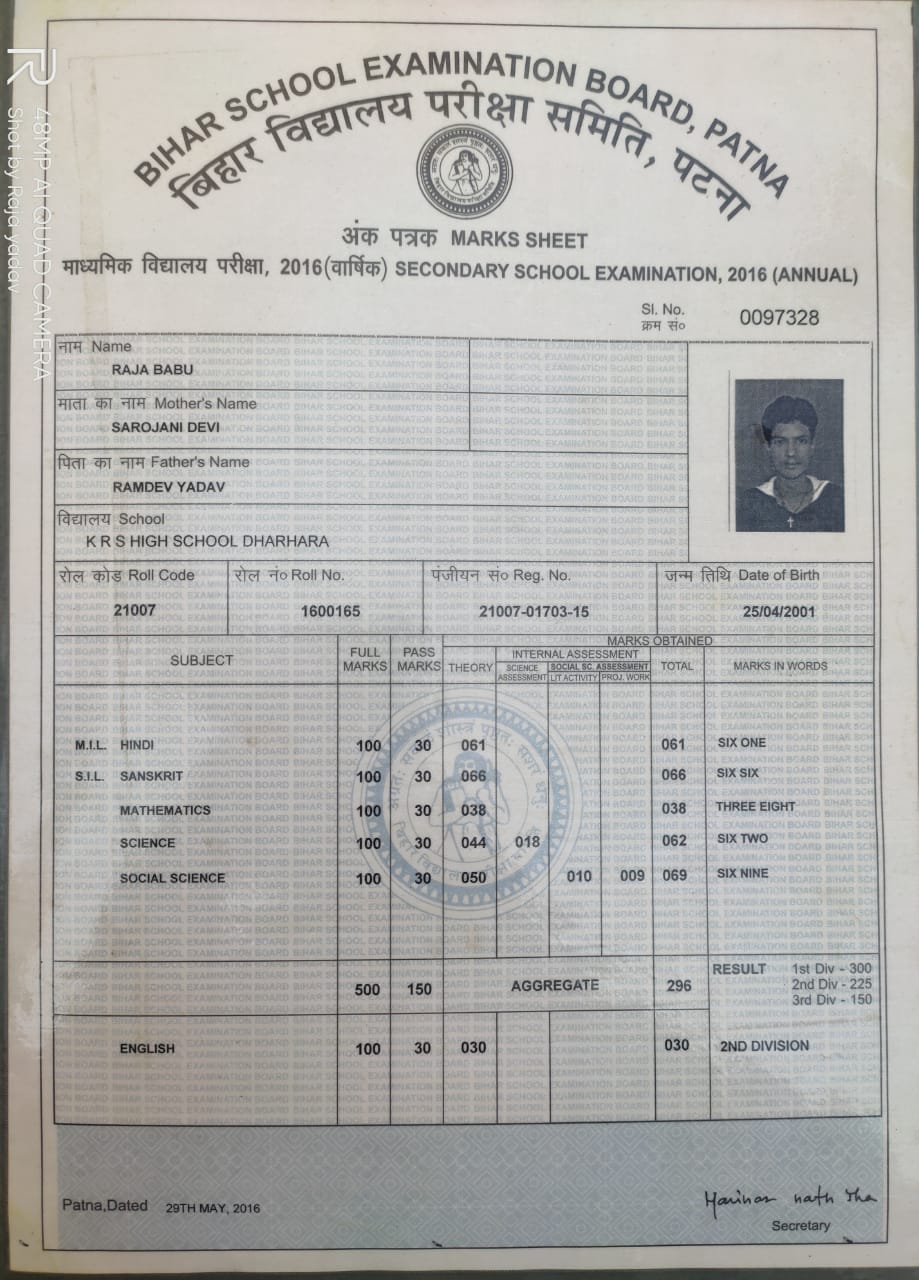 BIHAR SCHOOL EXAMINATION BOARD, PATNA
बिहार विद्यालय परीक्षा समिति, पटना
अंक पत्रक MARKS SHEET
माध्यमिक विद्यालय परीक्षा, 2016(वार्षिक) SECONDARY SCHOOL EXAMINATION, 2016 (ANNUAL)
Sl. No.
क्रम सं० 0097328
नाम Name
RAJA BABU
माता का नाम Mother's Name
SAROJANI DEVI
पिता का नाम Father's Name
RAMDEV YADAV
विद्यालय School
K R S HIGH SCHOOL DHARHARA
रोल कोड Roll Code रोल नं० Roll No. पंजीयन सं० Reg. No. जन्म तिथि Date of Birth
21007 1600165 21007-01703-15 25/04/2001
MARKS OBTAINED
SUBJECT FULL MARKS PASS MARKS THEORY INTERNAL ASSESSMENT TOTAL MARKS IN WORDS
SCIENCE ASSESSMENT SOCIAL SC. ASSESSMENT
LIT ACTIVITY PROJ. WORK
M.I.L. HINDI 100 30 061 061 SIX ONE
S.I.L. SANSKRIT 100 30 066 066 SIX SIX
MATHEMATICS 100 30 038 038 THREE EIGHT
SCIENCE 100 30 044 018 062 SIX TWO
SOCIAL SCIENCE 100 30 050 010 009 069 SIX NINE
500 150 AGGREGATE 296 RESULT 1st Div - 300
2nd Div - 225
3rd Div - 150
ENGLISH 100 30 030 030 2ND DIVISION
Patna,Dated 29TH MAY, 2016
Secretary
48MP AI QUAD CAMERA
Shot by Raja yadav